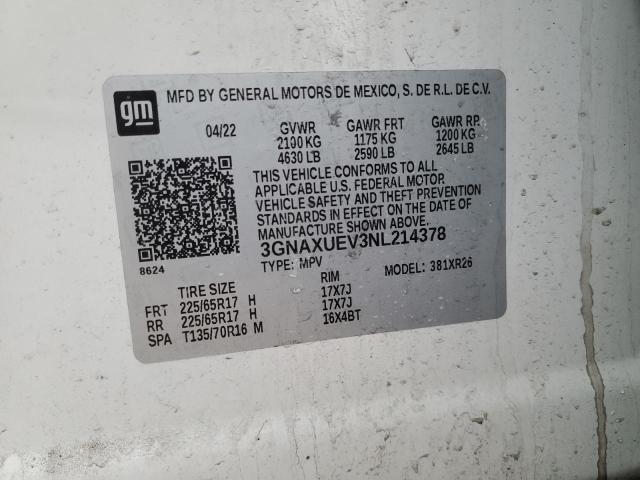 gm
MFD BY GENERAL MOTORS DE MEXICO, S. DE R.L. DE C.V.
04/22 GVWR GAWR FRT GAWR RR
2100 KG 1175 KG 1200 KG
4630 LB 2590 LB 2645 LB
THIS VEHICLE CONFORMS TO ALL
APPLICABLE U.S. FEDERAL MOTOR
VEHICLE SAFETY AND THEFT PREVENTION
STANDARDS IN EFFECT ON THE DATE OF
MANUFACTURE SHOWN ABOVE.
3GNAXUEV3NL214378
8624 TYPE: MPV MODEL: 381XR26
TIRE SIZE RIM
FRT 225/65R17 H 17X7J
RR 225/65R17 H 17X7J
SPA T135/70R16 M 16X4BT